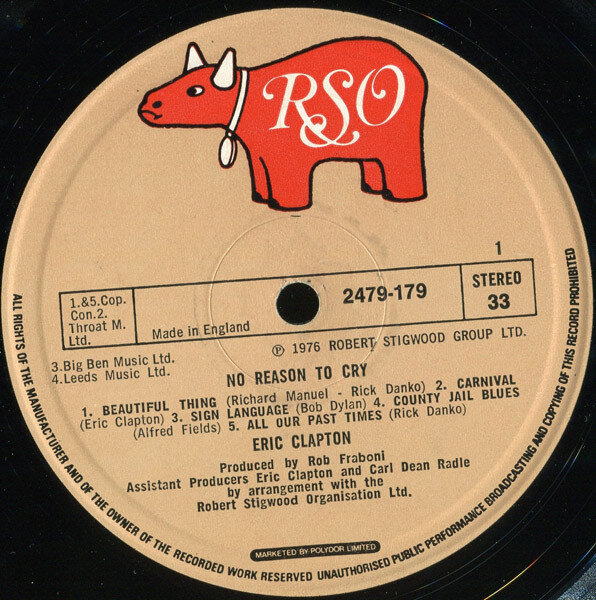 RSO
1
1.&5.Cop.
Con.2.
Throat M.
Ltd.
Made in England
2479-179
STEREO
33
3.Big Ben Music Ltd.
4.Leeds Music Ltd.
℗ 1976 ROBERT STIGWOOD GROUP LTD.
NO REASON TO CRY
1. BEAUTIFUL THING (Richard Manuel - Rick Danko) 2. CARNIVAL
(Eric Clapton) 3. SIGN LANGUAGE (Bob Dylan) 4. COUNTY JAIL BLUES
(Alfred Fields) 5. ALL OUR PAST TIMES (Rick Danko)
ERIC CLAPTON
Produced by Rob Fraboni
Assistant Producers Eric Clapton and Carl Dean Radle
by arrangement with the
Robert Stigwood Organisation Ltd.
MARKETED BY POLYDOR LIMITED
ALL RIGHTS OF THE MANUFACTURER AND OF THE OWNER OF THE RECORDED WORK RESERVED UNAUTHORISED PUBLIC PERFORMANCE BROADCASTING AND COPYING OF THIS RECORD PROHIBITED